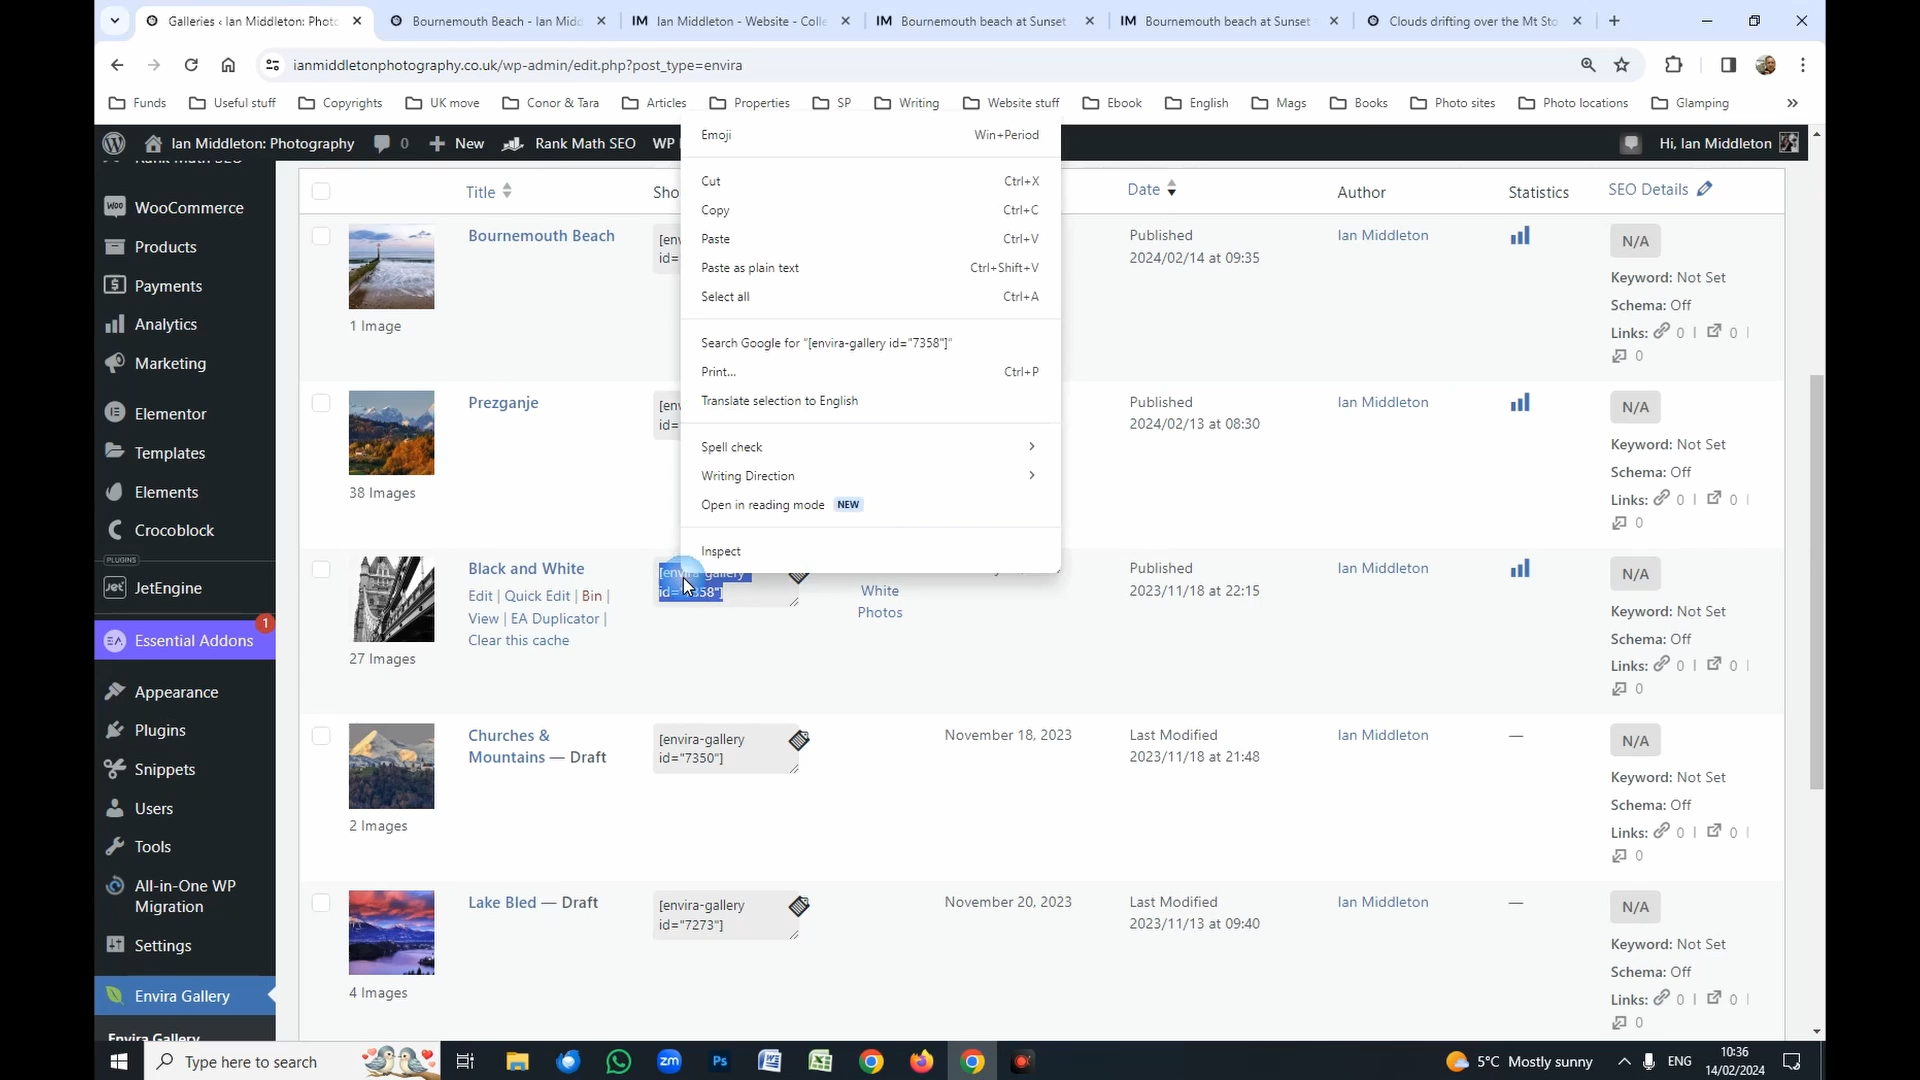 Galleries ‹ Ian Middleton: Photo
Bournemouth Beach - Ian Midd
Ian Middleton - Website - Colle
Bournemouth beach at Sunset
Bournemouth beach at Sunset
Clouds drifting over the Mt Sto
ianmiddletonphotography.co.uk/wp-admin/edit.php?post_type=envira
Funds
Useful stuff
Copyrights
UK move
Conor & Tara
Articles
Properties
SP
Writing
Website stuff
Ebook
English
Mags
Books
Photo sites
Photo locations
Glamping
Ian Middleton: Photography
0
New
Rank Math SEO
WP
Hi, Ian Middleton
Rank Math SEO
WooCommerce
Products
Payments
Analytics
Marketing
Elementor
Templates
Elements
Crocoblock
PLUGINS
JetEngine
Essential Addons
1
Appearance
Plugins
Snippets
Users
Tools
All-in-One WP
Migration
Settings
Envira Gallery
Envira Gallery
Title
Sho
Date
Author
Statistics
SEO Details
Bournemouth Beach
1 Image
[env
id=
Published
2024/02/14 at 09:35
Ian Middleton
N/A
Keyword: Not Set
Schema: Off
Links: 0 | 0 |
0
Prezganje
38 Images
[env
id=
Published
2024/02/13 at 08:30
Ian Middleton
N/A
Keyword: Not Set
Schema: Off
Links: 0 | 0 |
0
Black and White
Edit | Quick Edit | Bin |
View | EA Duplicator |
Clear this cache
27 Images
[envira-gallery
id="7358"]
White
Photos
Published
2023/11/18 at 22:15
Ian Middleton
N/A
Keyword: Not Set
Schema: Off
Links: 0 | 0 |
0
Churches &
Mountains — Draft
2 Images
[envira-gallery
id="7350"]
November 18, 2023
Last Modified
2023/11/18 at 21:48
Ian Middleton
—
N/A
Keyword: Not Set
Schema: Off
Links: 0 | 0 |
0
Lake Bled — Draft
4 Images
[envira-gallery
id="7273"]
November 20, 2023
Last Modified
2023/11/13 at 09:40
Ian Middleton
—
N/A
Keyword: Not Set
Schema: Off
Links: 0 | 0 |
0
Emoji Win+Period
Cut Ctrl+X
Copy Ctrl+C
Paste Ctrl+V
Paste as plain text Ctrl+Shift+V
Select all Ctrl+A
Search Google for "[envira-gallery id="7358"]"
Print... Ctrl+P
Translate selection to English
Spell check
Writing Direction
Open in reading mode NEW
Inspect
Type here to search
zm
Ps
5°C Mostly sunny
ENG
10:36
14/02/2024